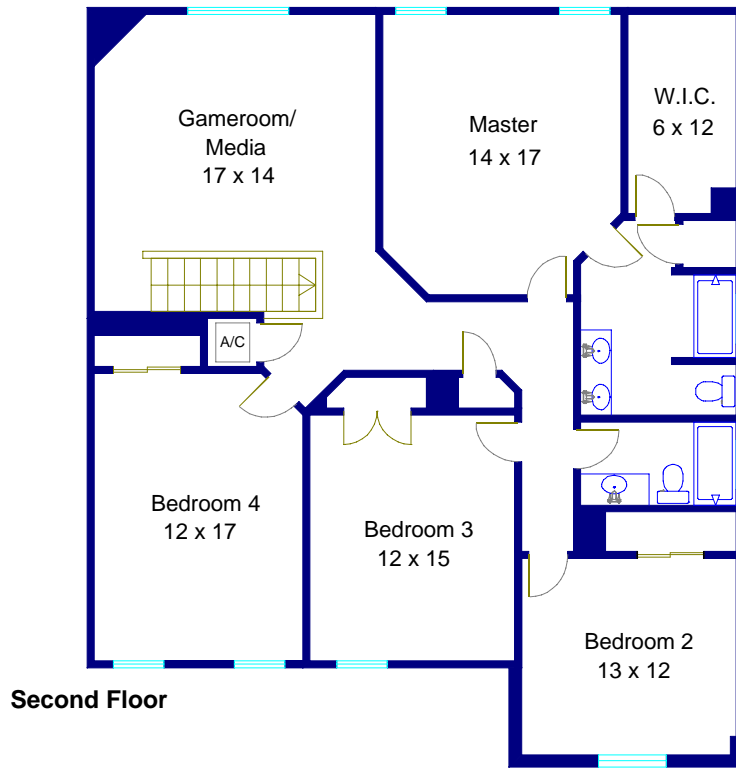 Gameroom/
Media
17 x 14
Master
14 x 17
W.I.C.
6 x 12
A/C
Bedroom 4
12 x 17
Bedroom 3
12 x 15
Bedroom 2
13 x 12
Second Floor